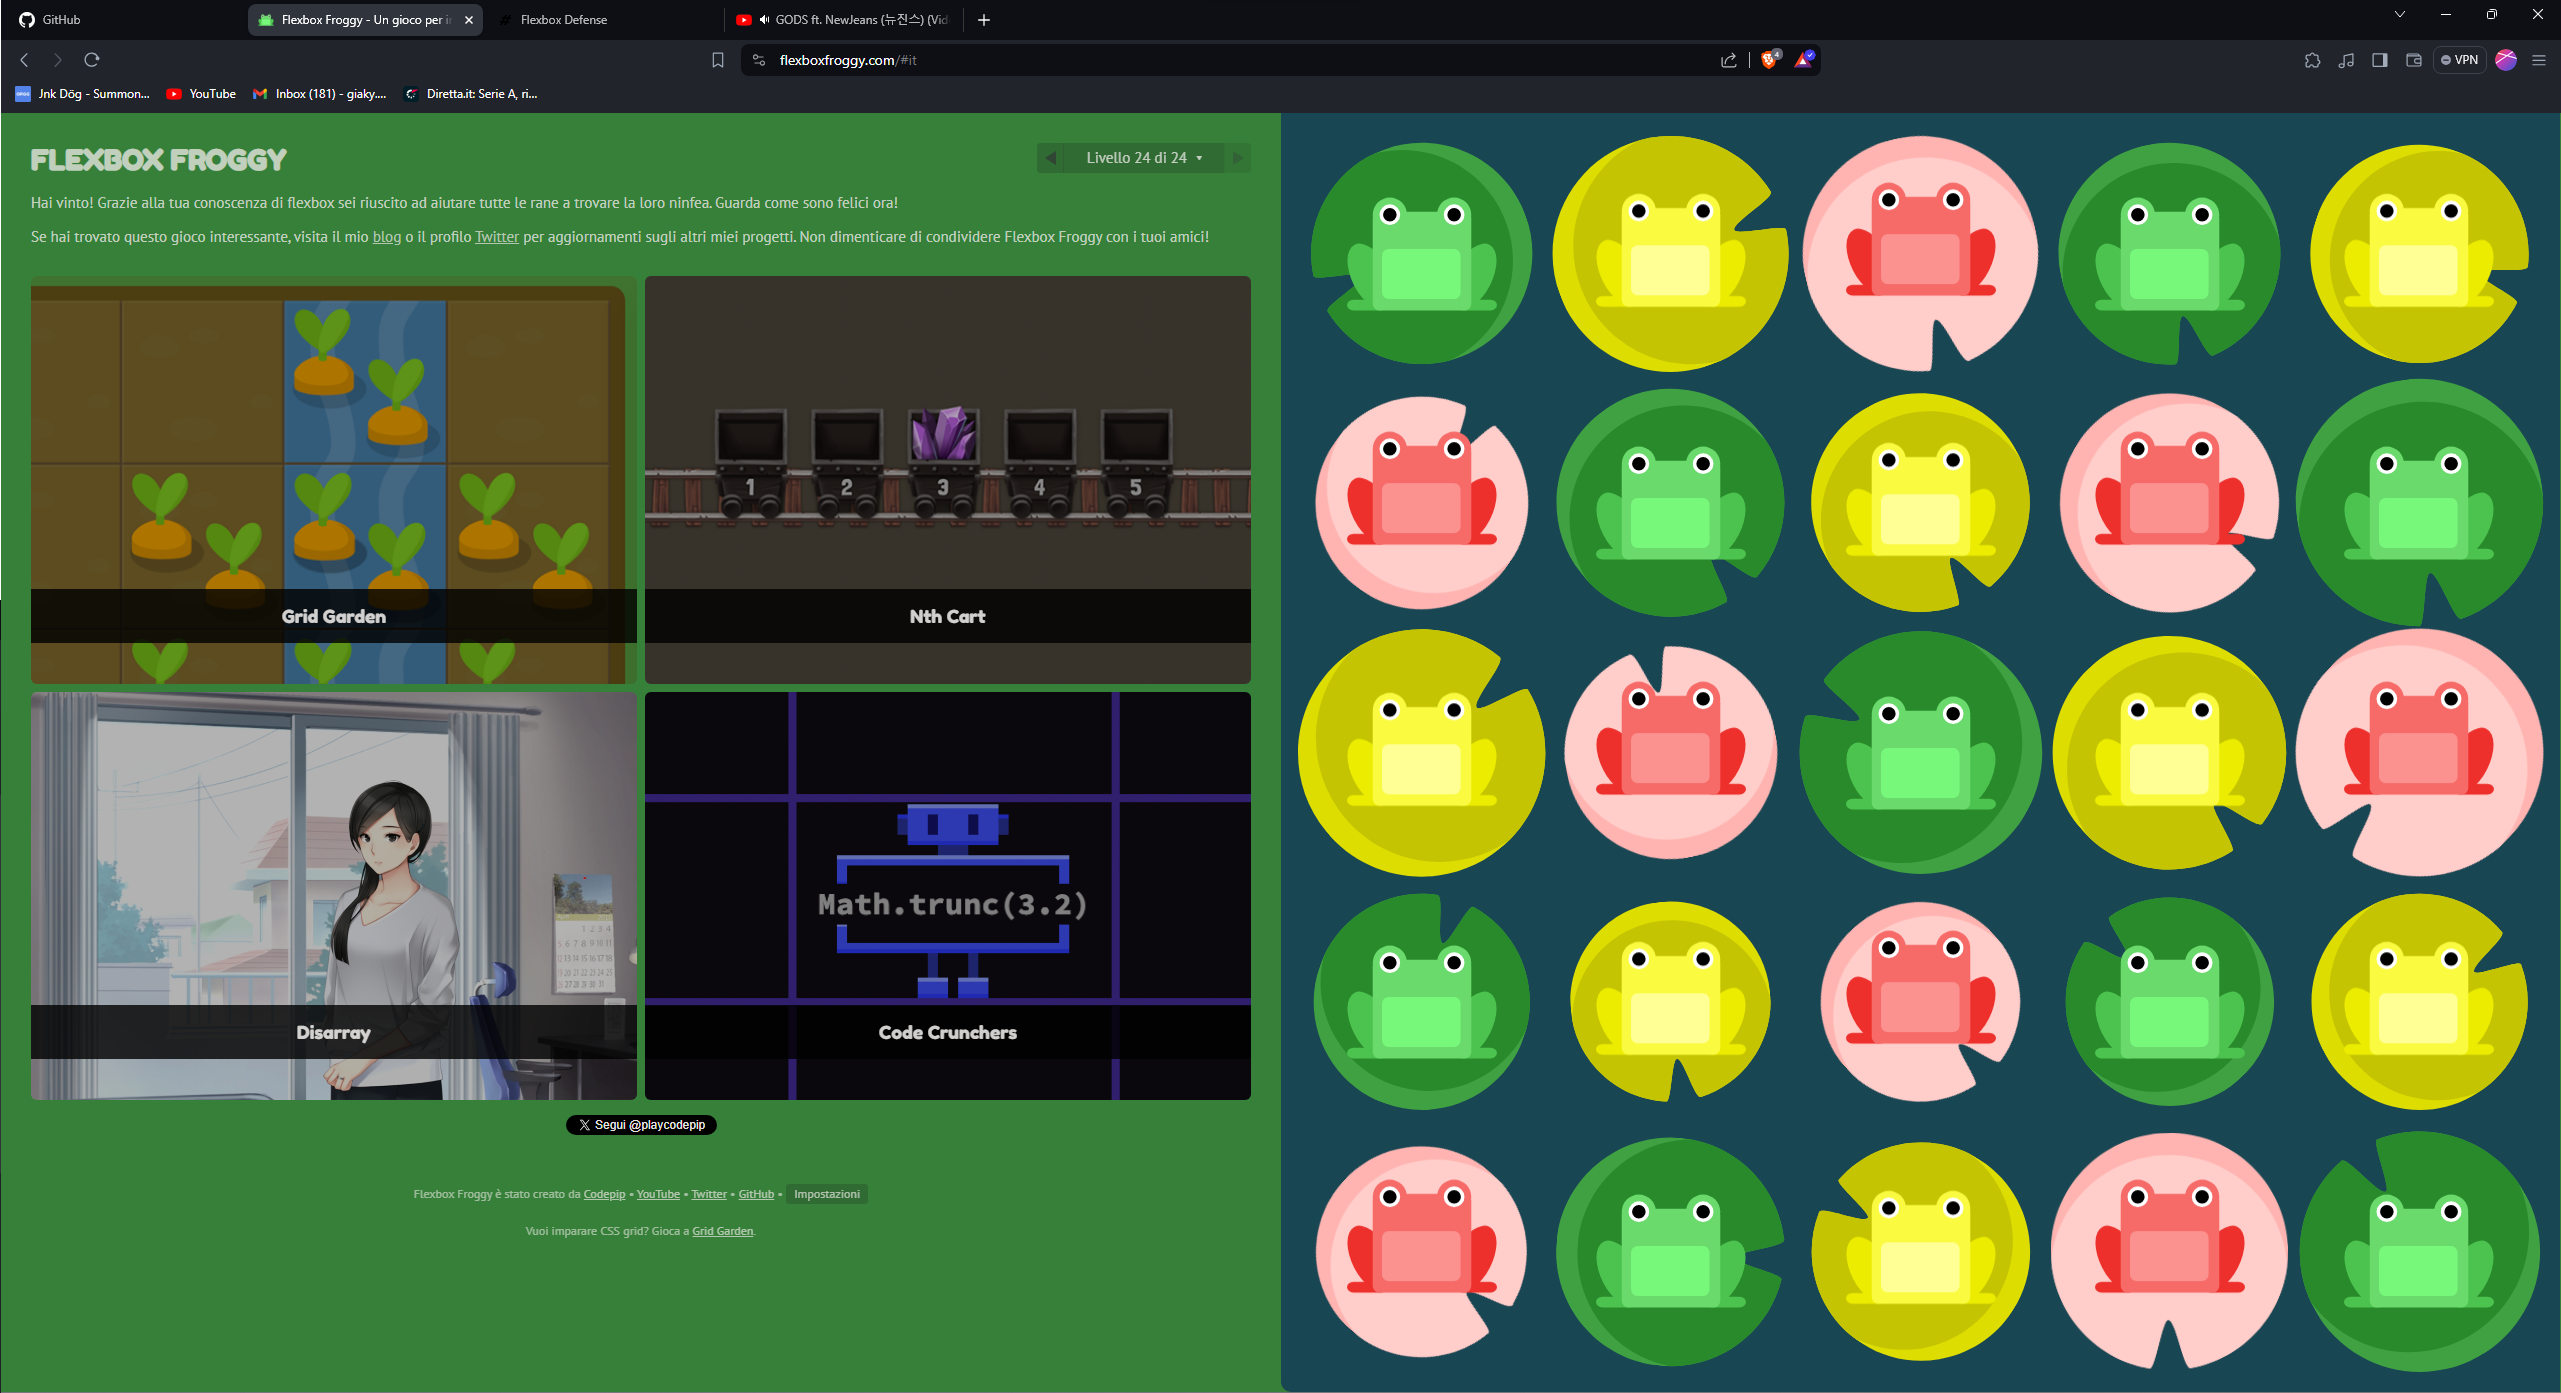 GitHub
Flexbox Froggy - Un gioco per i
Flexbox Defense
GODS ft. NewJeans (뉴진스) (Vid
flexboxfroggy.com/#it
4
VPN
Jnk Dög - Summon...
YouTube
Inbox (181) - giaky....
Diretta.it: Serie A, ri...
FLEXBOX FROGGY
Livello 24 di 24
Hai vinto! Grazie alla tua conoscenza di flexbox sei riuscito ad aiutare tutte le rane a trovare la loro ninfea. Guarda come sono felici ora!
Se hai trovato questo gioco interessante, visita il mio blog o il profilo Twitter per aggiornamenti sugli altri miei progetti. Non dimenticare di condividere Flexbox Froggy con i tuoi amici!
1 2 3 4 5
Grid Garden
Nth Cart
Math.trunc(3.2)
Disarray
Code Crunchers
Segui @playcodepip
Flexbox Froggy è stato creato da Codepip • YouTube • Twitter • GitHub • Impostazioni
Vuoi imparare CSS grid? Gioca a Grid Garden.